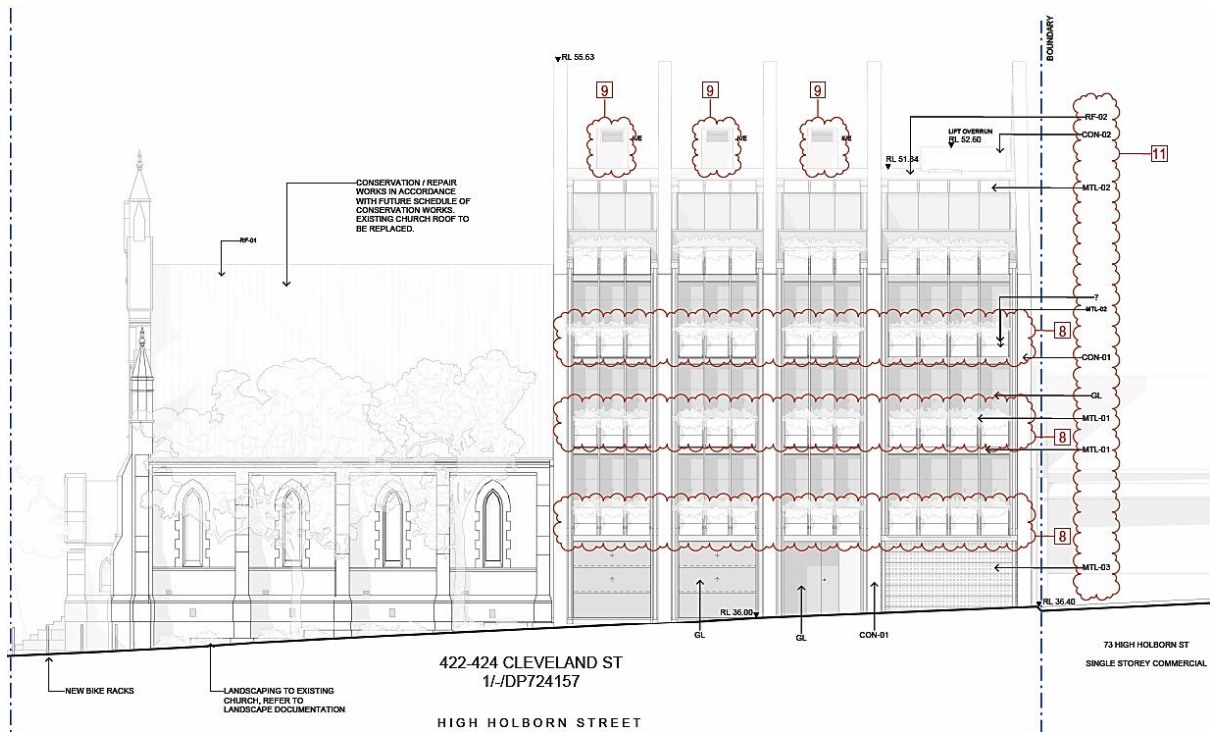 BOUNDARY
RL 55.63
9
9
9
RF-02
LIFT OVERRUN
RL 52.60
CON-02
11
RL 51.84
CONSERVATION / REPAIR
WORKS IN ACCORDANCE
WITH FUTURE SCHEDULE OF
CONSERVATION WORKS.
EXISTING CHURCH ROOF TO
BE REPLACED.
MTL-02
RF-01
?
MTL-02
8
CON-01
GL
MTL-01
8
MTL-01
8
MTL-03
RL 36.00
RL 36.40
GL
GL
CON-01
73 HIGH HOLBORN ST
SINGLE STOREY COMMERCIAL
422-424 CLEVELAND ST
1/-/DP724157
NEW BIKE RACKS
LANDSCAPING TO EXISTING
CHURCH, REFER TO
LANDSCAPE DOCUMENTATION
HIGH HOLBORN STREET